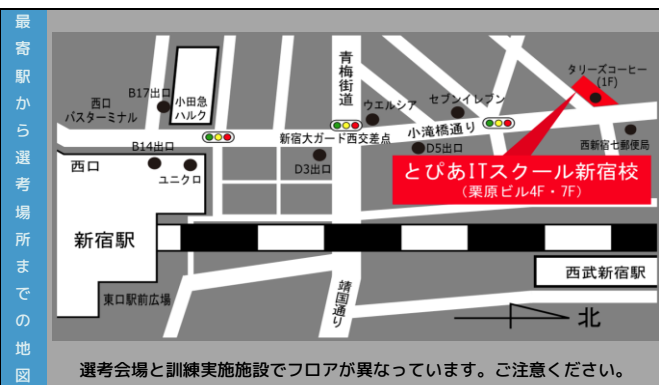 最寄駅から選考場所までの地図
青梅街道
タリーズコーヒー
(1F)
B17出口
小田急
ハルク
西口
バスターミナル
ウエルシア
セブンイレブン
新宿大ガード西交差点
小滝橋通り
西新宿七郵便局
B14出口
D5出口
D3出口
西口
ユニクロ
とぴあITスクール新宿校
(栗原ビル4F・7F)
新宿駅
西武新宿駅
東口駅前広場
靖国通り
北
選考会場と訓練実施施設でフロアが異なっています。ご注意ください。